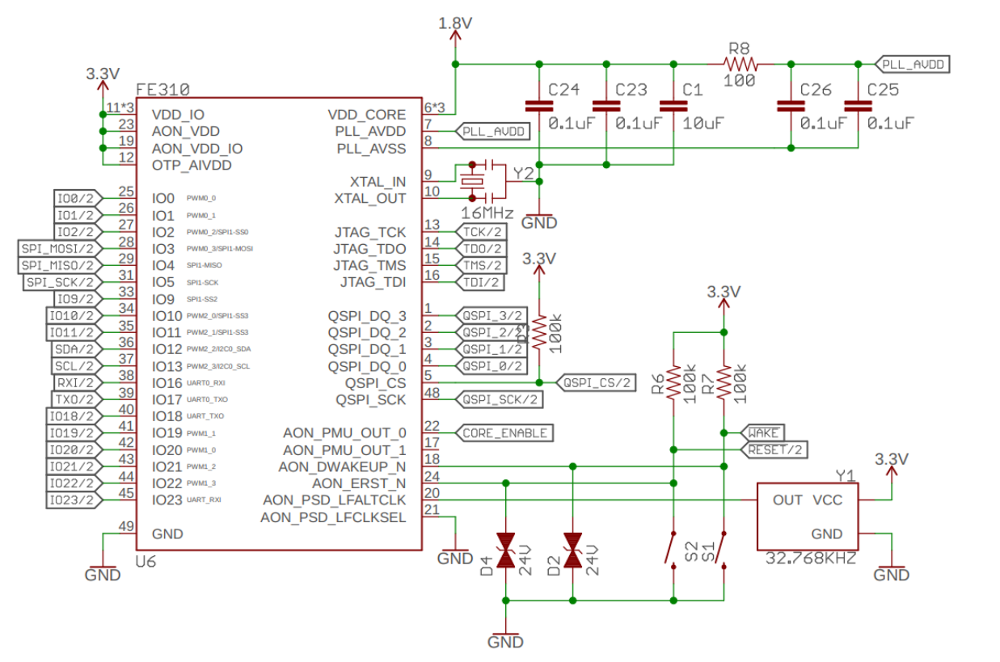 1.8V
R8
100
PLL_AVDD
C24
0.1uF
C23
0.1uF
C1
10uF
C26
0.1uF
C25
0.1uF
3.3V
FE310
11*3 VDD_IO
23 AON_VDD
19 AON_VDD_IO
12 OTP_AIVDD
VDD_CORE 6*3
PLL_AVDD 7 PLL_AVDD
PLL_AVSS 8
XTAL_IN 9
XTAL_OUT 10
Y2
16MHz
GND
IO0/2 25 IO0 PWM0_0
IO1/2 26 IO1 PWM0_1
IO2/2 27 IO2 PWM0_2/SPI1-SS0
SPI_MOSI/2 28 IO3 PWM0_3/SPI1-MOSI
SPI_MISO/2 29 IO4 SPI1-MISO
SPI_SCK/2 31 IO5 SPI1-SCK
IO9/2 33 IO9 SPI1-SS2
IO10/2 34 IO10 PWM2_0/SPI1-SS3
IO11/2 35 IO11 PWM2_1/SPI1-SS3
SDA/2 36 IO12 PWM2_2/I2C0_SDA
SCL/2 37 IO13 PWM2_3/I2C0_SCL
RXI/2 38 IO16 UART0_RXI
TXO/2 39 IO17 UART0_TXO
IO18/2 40 IO18 UART_TXO
IO19/2 41 IO19 PWM1_1
IO20/2 42 IO20 PWM1_0
IO21/2 43 IO21 PWM1_2
IO22/2 44 IO22 PWM1_3
IO23/2 45 IO23 UART_RXI
49 GND
GND
U6
JTAG_TCK 13 TCK/2
JTAG_TDO 14 TDO/2
JTAG_TMS 15 TMS/2
JTAG_TDI 16 TDI/2
3.3V
R3
100k
QSPI_DQ_3 1 QSPI_3/2
QSPI_DQ_2 2 QSPI_2/2
QSPI_DQ_1 3 QSPI_1/2
QSPI_DQ_0 4 QSPI_0/2
QSPI_CS 5 QSPI_CS/2
QSPI_SCK 48 QSPI_SCK/2
AON_PMU_OUT_0 22 CORE_ENABLE
AON_PMU_OUT_1 17
AON_DWAKEUP_N 18
AON_ERST_N 24
AON_PSD_LFALTCLK 20
AON_PSD_LFCLKSEL 21
GND
3.3V
R6
100k
R7
100k
WAKE
RESET/2
D4
24V
D2
24V
S2
S1
GND
3.3V
Y1
OUT VCC
GND
32.768KHZ
GND